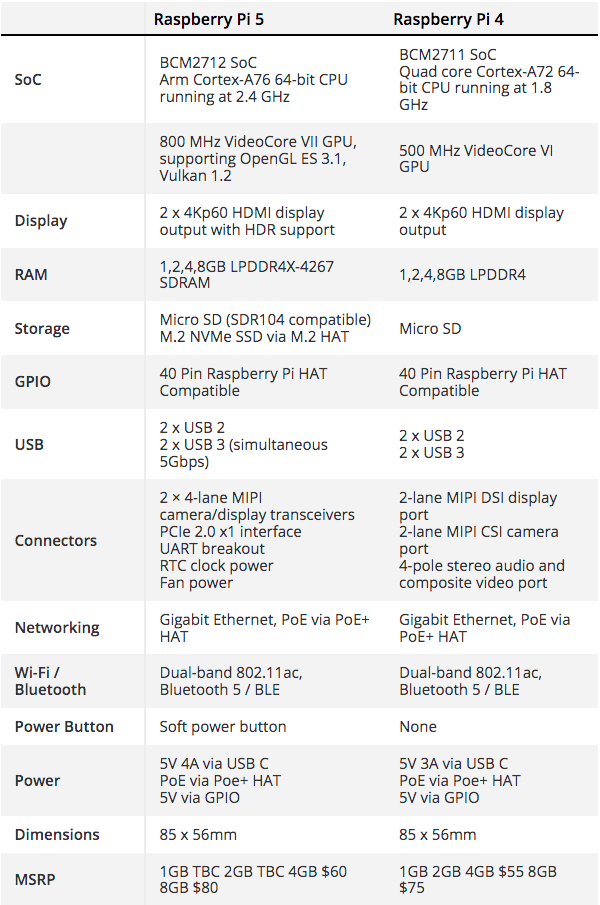 Raspberry Pi 5 Raspberry Pi 4
SoC
BCM2712 SoC
Arm Cortex-A76 64-bit CPU
running at 2.4 GHz
BCM2711 SoC
Quad core Cortex-A72 64-
bit CPU running at 1.8
GHz
800 MHz VideoCore VII GPU,
supporting OpenGL ES 3.1,
Vulkan 1.2
500 MHz VideoCore VI
GPU
Display
2 x 4Kp60 HDMI display
output with HDR support
2 x 4Kp60 HDMI display
output
RAM
1,2,4,8GB LPDDR4X-4267
SDRAM
1,2,4,8GB LPDDR4
Storage
Micro SD (SDR104 compatible)
M.2 NVMe SSD via M.2 HAT
Micro SD
GPIO
40 Pin Raspberry Pi HAT
Compatible
40 Pin Raspberry Pi HAT
Compatible
USB
2 x USB 2
2 x USB 3 (simultaneous
5Gbps)
2 x USB 2
2 x USB 3
Connectors
2 × 4-lane MIPI
camera/display transceivers
PCIe 2.0 x1 interface
UART breakout
RTC clock power
Fan power
2-lane MIPI DSI display
port
2-lane MIPI CSI camera
port
4-pole stereo audio and
composite video port
Networking
Gigabit Ethernet, PoE via PoE+
HAT
Gigabit Ethernet, PoE via
PoE+ HAT
Wi-Fi /
Bluetooth
Dual-band 802.11ac,
Bluetooth 5 / BLE
Dual-band 802.11ac,
Bluetooth 5 / BLE
Power Button
Soft power button
None
Power
5V 4A via USB C
PoE via Poe+ HAT
5V via GPIO
5V 3A via USB C
PoE via Poe+ HAT
5V via GPIO
Dimensions
85 x 56mm
85 x 56mm
MSRP
1GB TBC 2GB TBC 4GB $60
8GB $80
1GB 2GB 4GB $55 8GB
$75